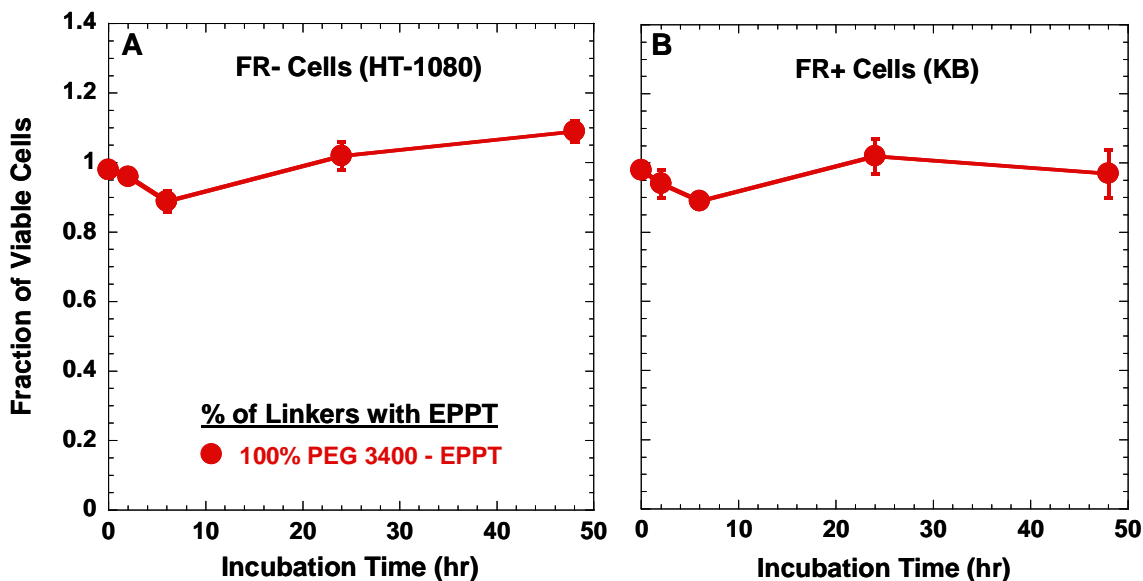 A
FR- Cells (HT-1080)
B
FR+ Cells (KB)
Fraction of Viable Cells
1.4
1.2
1
0.8
0.6
0.4
0.2
0
% of Linkers with EPPT
100% PEG 3400 - EPPT
0 10 20 30 40 50
0 10 20 30 40 50
Incubation Time (hr)
Incubation Time (hr)